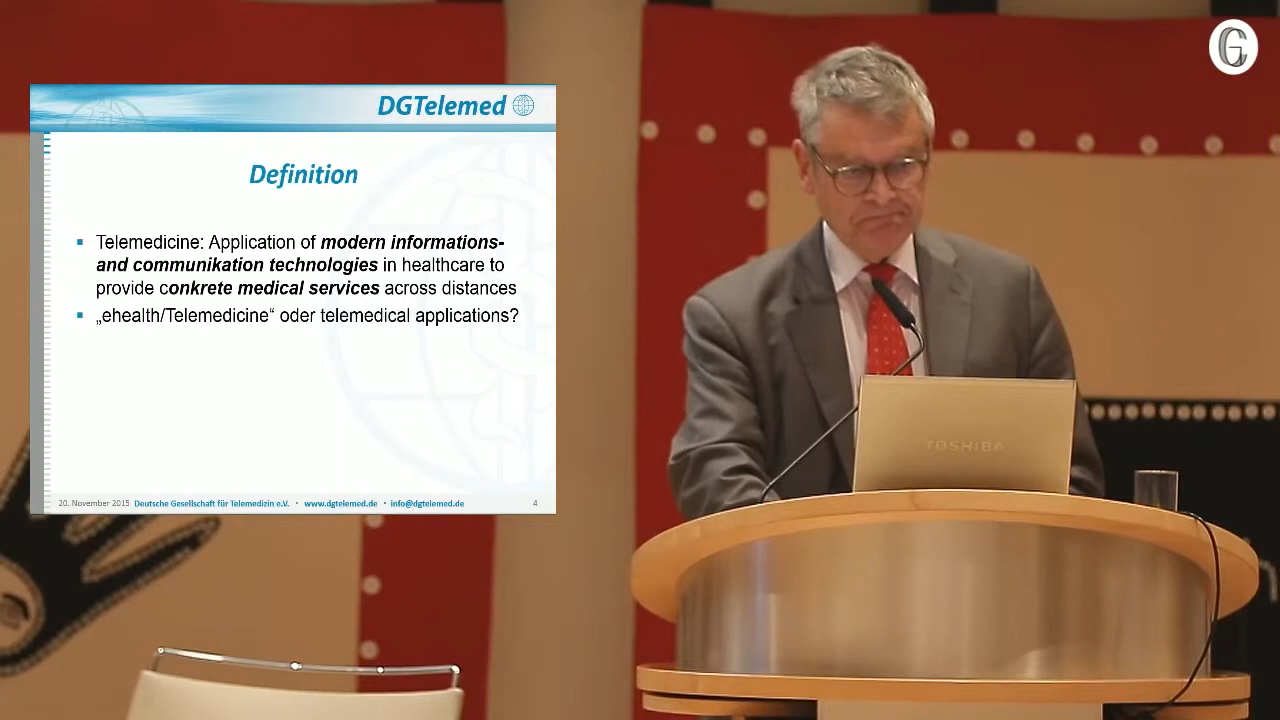 DGTelemed
Definition
Telemedicine: Application of modern informations-
and communikation technologies in healthcare to
provide conkrete medical services across distances
„ehealth/Telemedicine“ oder telemedical applications?
20. November 2015 Deutsche Gesellschaft für Telemedizin e.V. • www.dgtelemed.de • info@dgtelemed.de 4
TOSHIBA
G